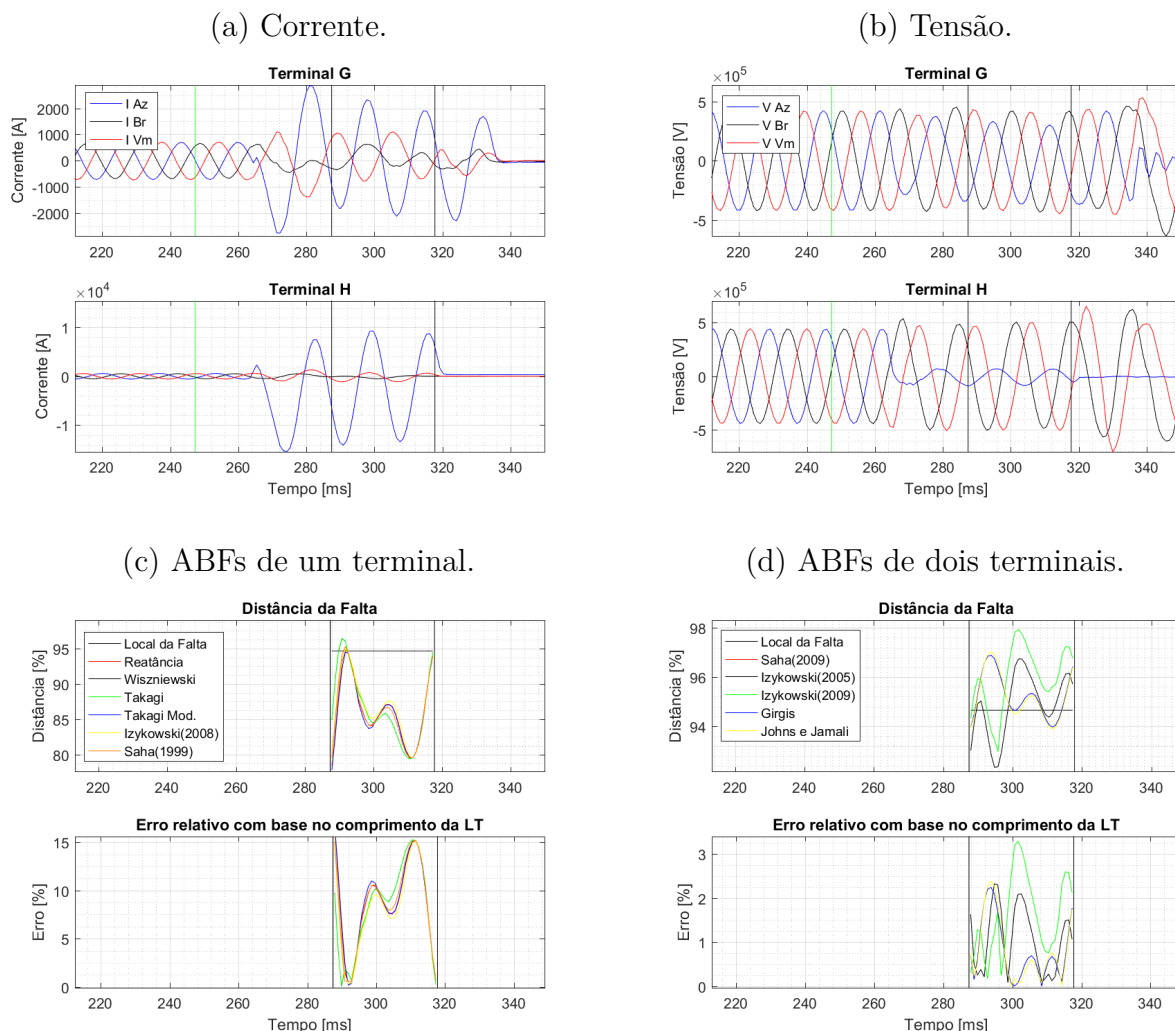 (a) Corrente.
Terminal G
Corrente [A]
2000
1000
0
-1000
-2000
I Az
I Br
I Vm
220 240 260 280 300 320 340
Terminal H
×10⁴
Corrente [A]
1
0
-1
220 240 260 280 300 320 340
Tempo [ms]
(b) Tensão.
Terminal G
×10⁵
Tensão [V]
5
0
-5
V Az
V Br
V Vm
220 240 260 280 300 320 340
Terminal H
×10⁵
Tensão [V]
5
0
-5
220 240 260 280 300 320 340
Tempo [ms]
(c) ABFs de um terminal.
Distância da Falta
Distância [%]
95
90
85
80
Local da Falta
Reatância
Wiszniewski
Takagi
Takagi Mod.
Izykowski(2008)
Saha(1999)
220 240 260 280 300 320 340
Erro relativo com base no comprimento da LT
Erro [%]
15
10
5
0
220 240 260 280 300 320 340
Tempo [ms]
(d) ABFs de dois terminais.
Distância da Falta
Distância [%]
98
96
94
Local da Falta
Saha(2009)
Izykowski(2005)
Izykowski(2009)
Girgis
Johns e Jamali
220 240 260 280 300 320 340
Erro relativo com base no comprimento da LT
Erro [%]
3
2
1
0
220 240 260 280 300 320 340
Tempo [ms]